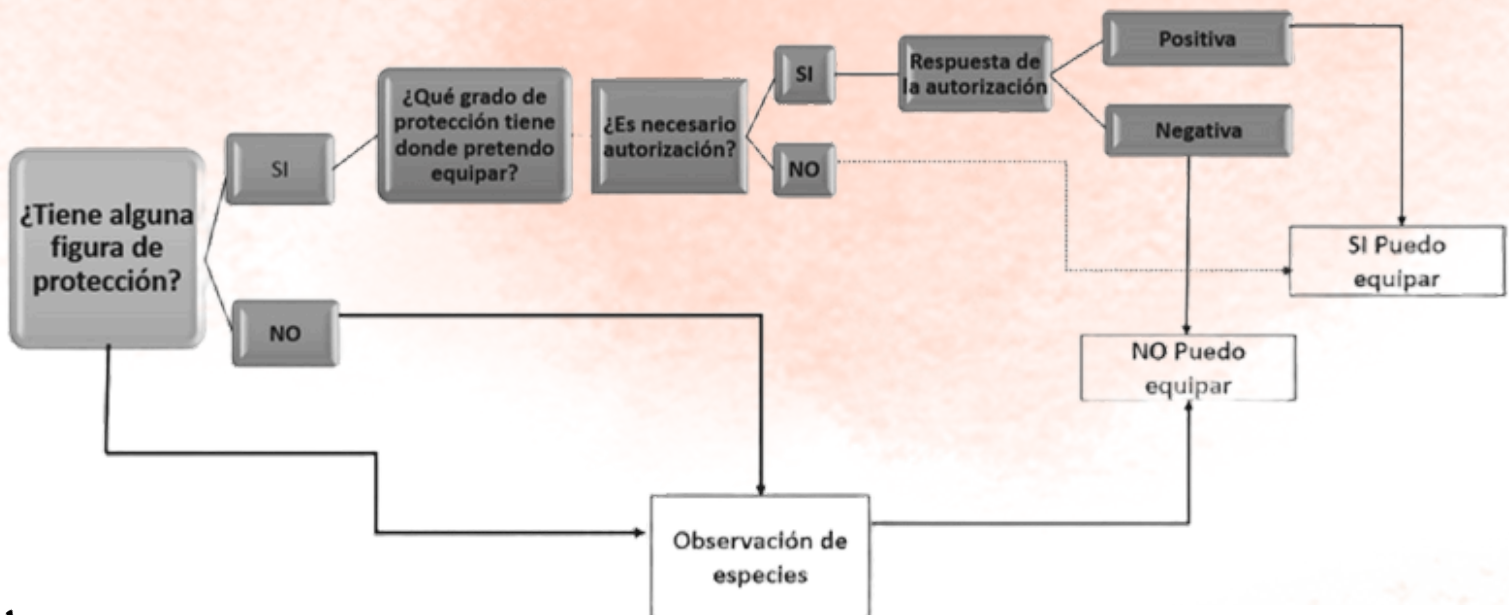 ¿Tiene alguna
figura de
protección?
SI
NO
¿Qué grado de
protección tiene
donde pretendo
equipar?
¿Es necesario
autorización?
SI
NO
Respuesta de
la autorización
Positiva
Negativa
SI Puedo
equipar
NO Puedo
equipar
Observación de
especies